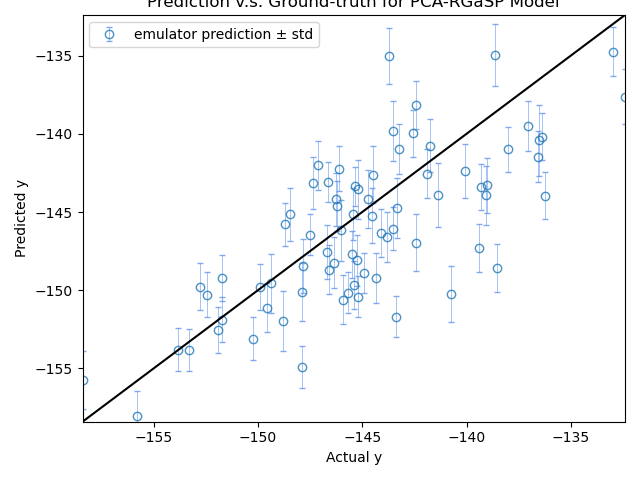 Prediction v.s. Ground-truth for PCA-RGaSP Model
emulator prediction ± std
Predicted y
−135
−140
−145
−150
−155
−155
−150
−145
−140
−135
Actual y